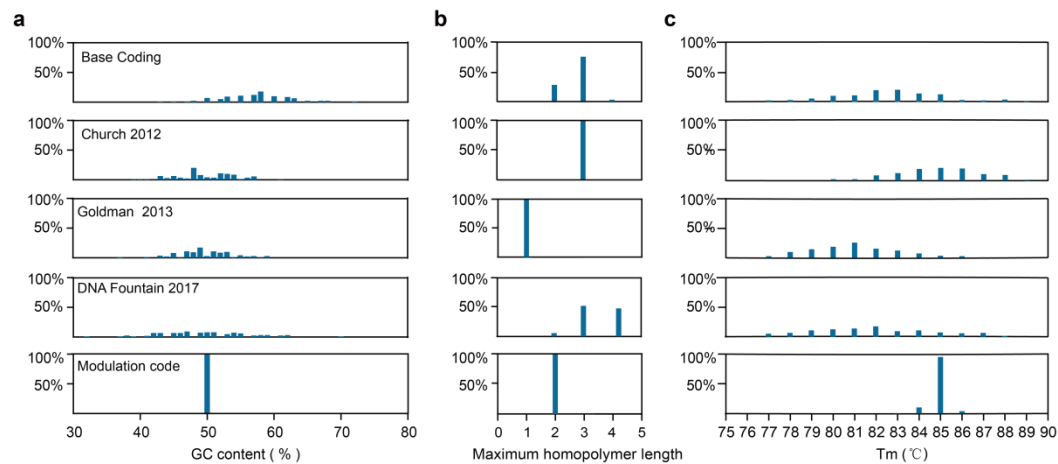 a
b
c
100%
50%
Base Coding
100%
50%
100%
50%
100%
50%
Church 2012
100%
50%
100%
50%
100%
50%
Goldman 2013
100%
50%
100%
50%
100%
50%
DNA Fountain 2017
100%
50%
100%
50%
100%
50%
Modulation code
100%
50%
100%
50%
30 40 50 60 70 80
0 1 2 3 4 5
75 76 77 78 79 80 81 82 83 84 85 86 87 88 89 90
GC content ( % )
Maximum homopolymer length
Tm ( ℃ )